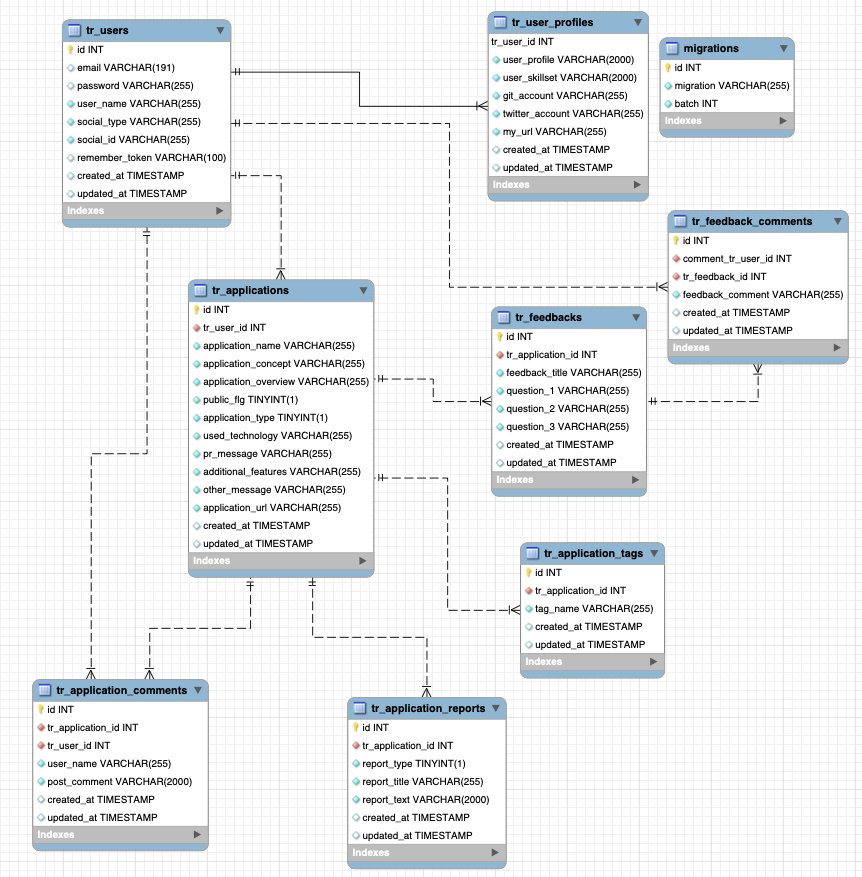 tr_users
id INT
email VARCHAR(191)
password VARCHAR(255)
user_name VARCHAR(255)
social_type VARCHAR(255)
social_id VARCHAR(255)
remember_token VARCHAR(100)
created_at TIMESTAMP
updated_at TIMESTAMP
Indexes
tr_user_profiles
tr_user_id INT
user_profile VARCHAR(2000)
user_skillset VARCHAR(2000)
git_account VARCHAR(255)
twitter_account VARCHAR(255)
my_url VARCHAR(255)
created_at TIMESTAMP
updated_at TIMESTAMP
Indexes
migrations
id INT
migration VARCHAR(255)
batch INT
Indexes
tr_feedback_comments
id INT
comment_tr_user_id INT
tr_feedback_id INT
feedback_comment VARCHAR(255)
created_at TIMESTAMP
updated_at TIMESTAMP
Indexes
tr_applications
id INT
tr_user_id INT
application_name VARCHAR(255)
application_concept VARCHAR(255)
application_overview VARCHAR(255)
public_flg TINYINT(1)
application_type TINYINT(1)
used_technology VARCHAR(255)
pr_message VARCHAR(255)
additional_features VARCHAR(255)
other_message VARCHAR(255)
application_url VARCHAR(255)
created_at TIMESTAMP
updated_at TIMESTAMP
Indexes
tr_feedbacks
id INT
tr_application_id INT
feedback_title VARCHAR(255)
question_1 VARCHAR(255)
question_2 VARCHAR(255)
question_3 VARCHAR(255)
created_at TIMESTAMP
updated_at TIMESTAMP
Indexes
tr_application_tags
id INT
tr_application_id INT
tag_name VARCHAR(255)
created_at TIMESTAMP
updated_at TIMESTAMP
Indexes
tr_application_comments
id INT
tr_application_id INT
tr_user_id INT
user_name VARCHAR(255)
post_comment VARCHAR(2000)
created_at TIMESTAMP
updated_at TIMESTAMP
Indexes
tr_application_reports
id INT
tr_application_id INT
report_type TINYINT(1)
report_title VARCHAR(255)
report_text VARCHAR(2000)
created_at TIMESTAMP
updated_at TIMESTAMP
Indexes